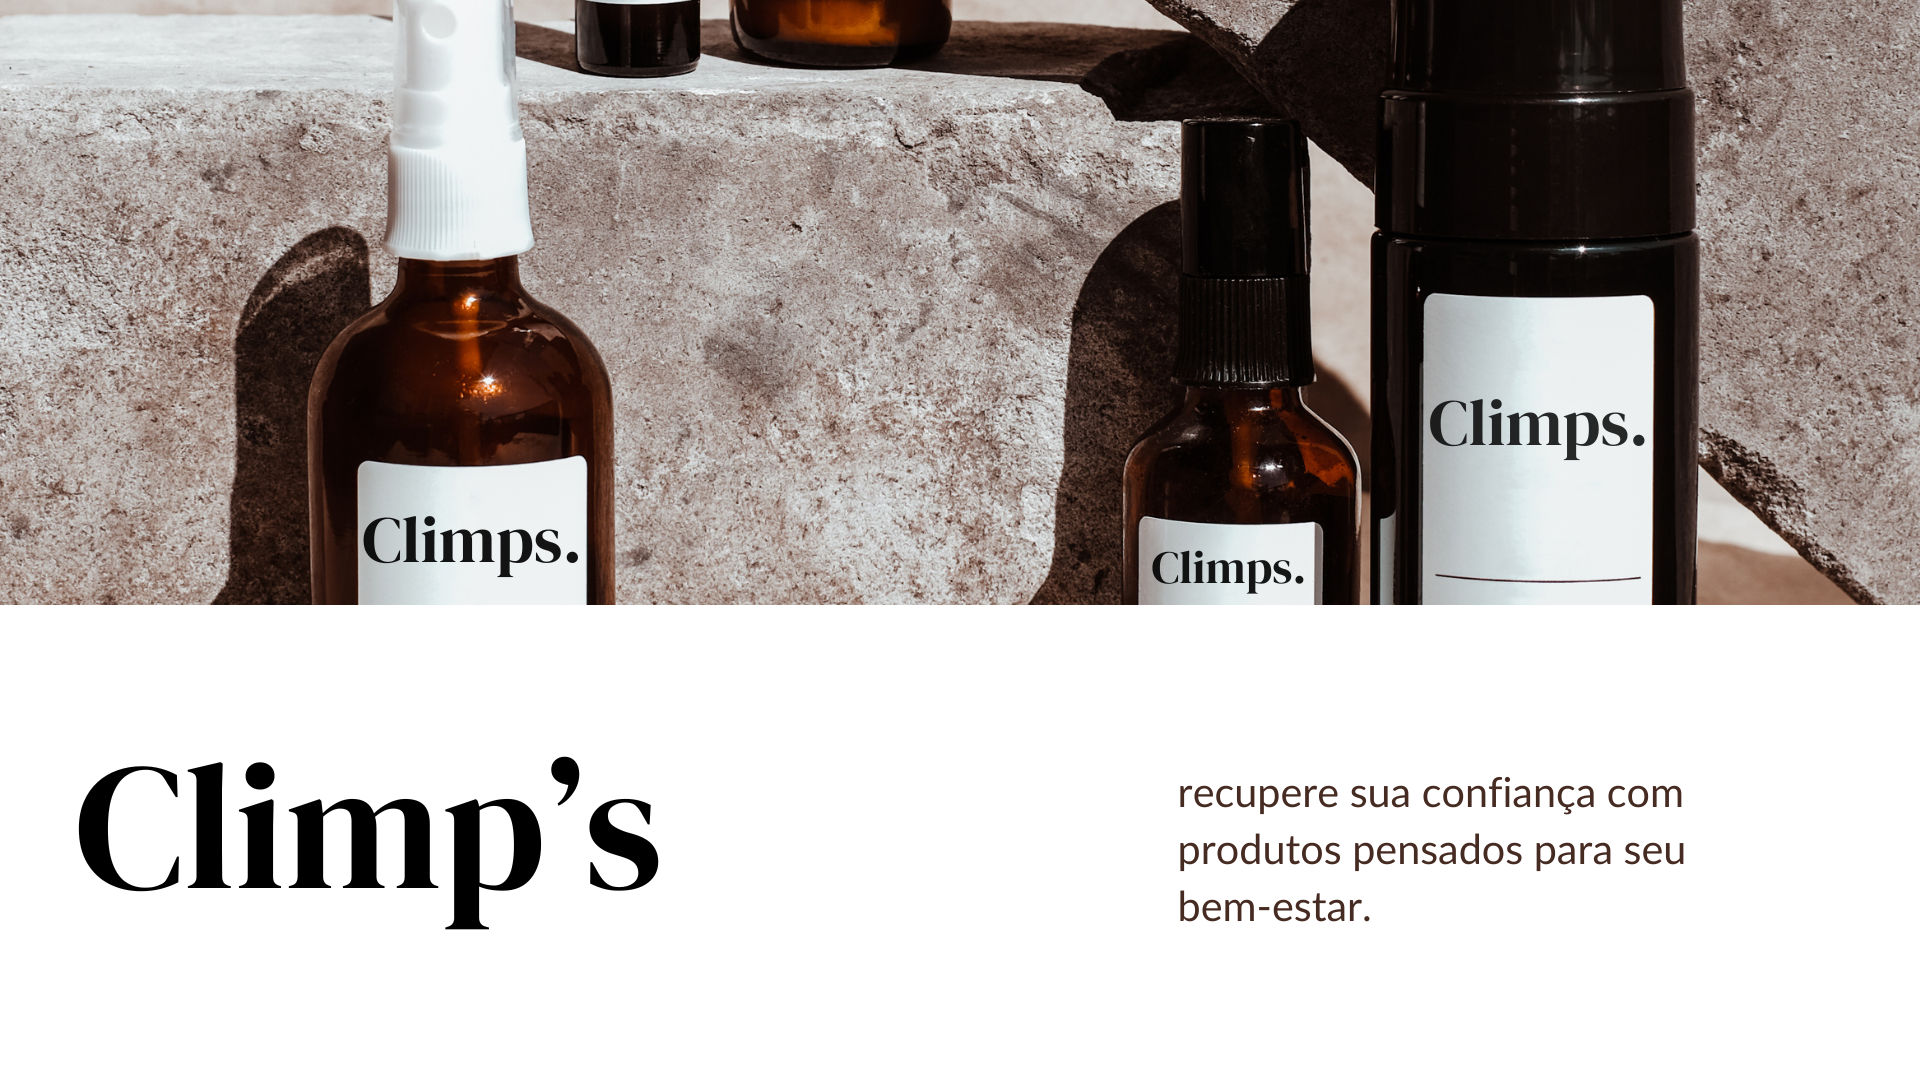 Climps.
Climps.
Climps.
Climp’s
recupere sua confiança com
produtos pensados para seu
bem-estar.